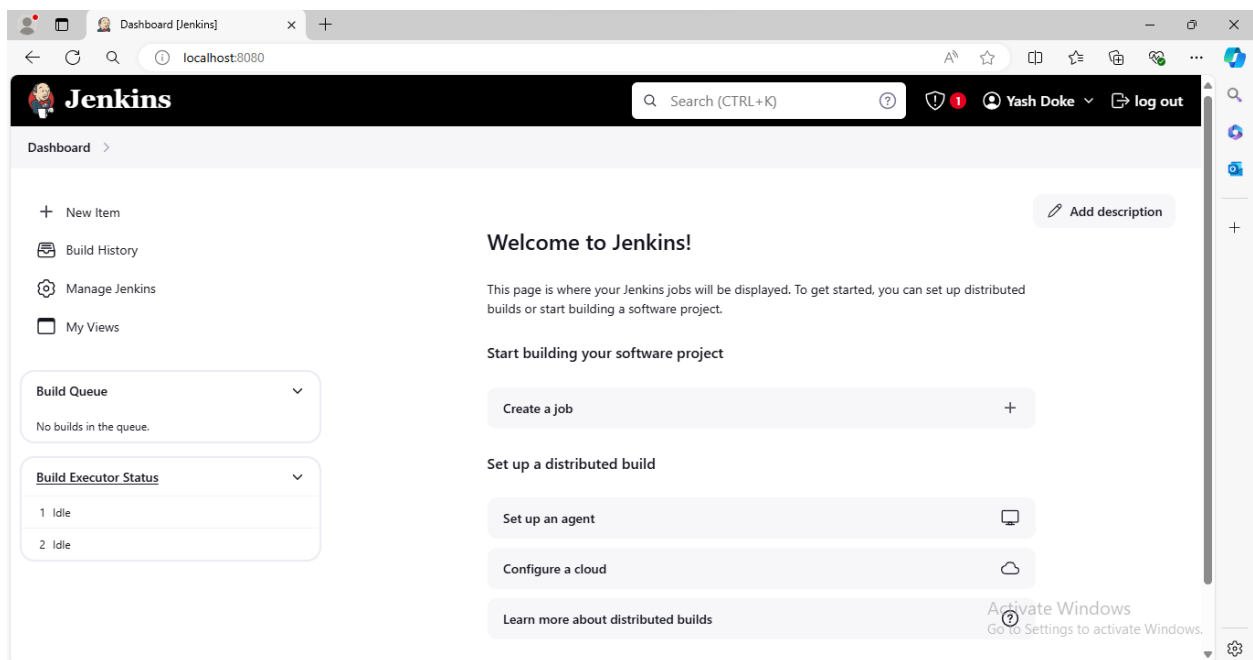 Dashboard [Jenkins]
localhost:8080
Jenkins
Search (CTRL+K)
1
Yash Doke
log out
Dashboard
Add description
New Item
Build History
Manage Jenkins
My Views
Build Queue
No builds in the queue.
Build Executor Status
1 Idle
2 Idle
Welcome to Jenkins!
This page is where your Jenkins jobs will be displayed. To get started, you can set up distributed
builds or start building a software project.
Start building your software project
Create a job
Set up a distributed build
Set up an agent
Configure a cloud
Learn more about distributed builds
Activate Windows
Go to Settings to activate Windows.